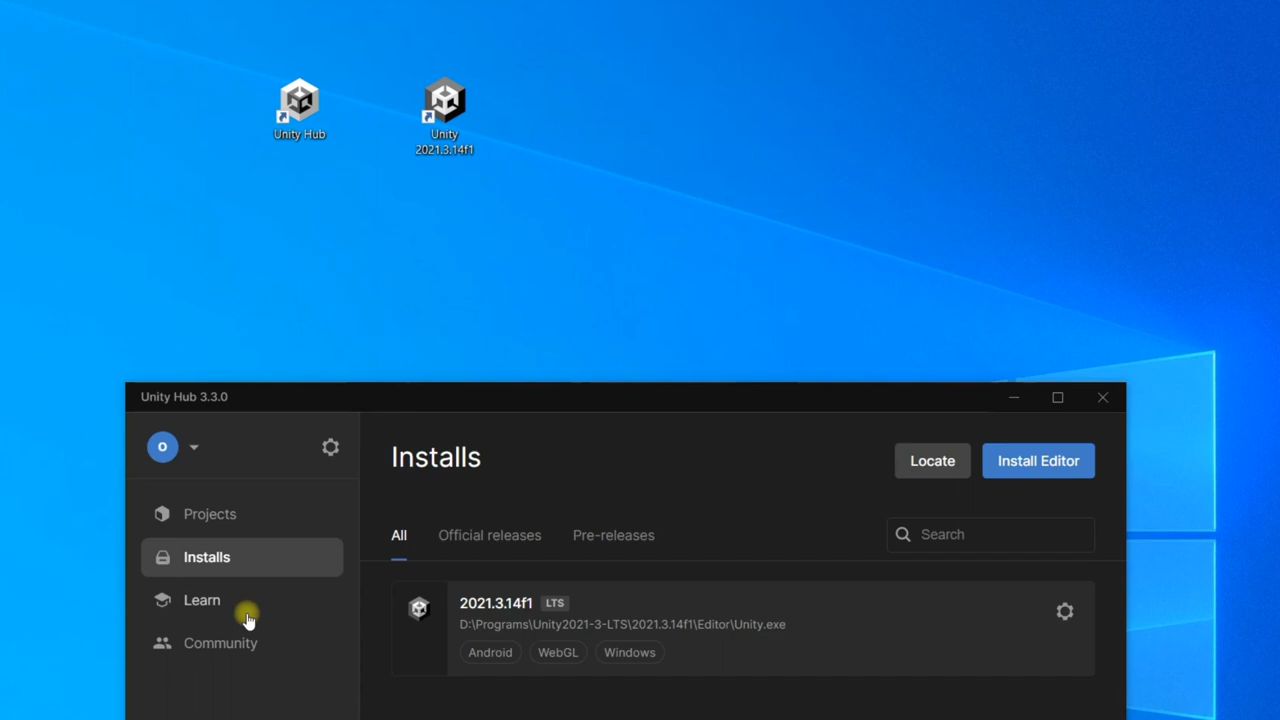 Unity Hub
Unity
2021.3.14f1
Unity Hub 3.3.0
O
Installs
Locate
Install Editor
Projects
Installs
Learn
Community
All
Official releases
Pre-releases
Search
2021.3.14f1 LTS
D:\Programs\Unity2021-3-LTS\2021.3.14f1\Editor\Unity.exe
Android
WebGL
Windows